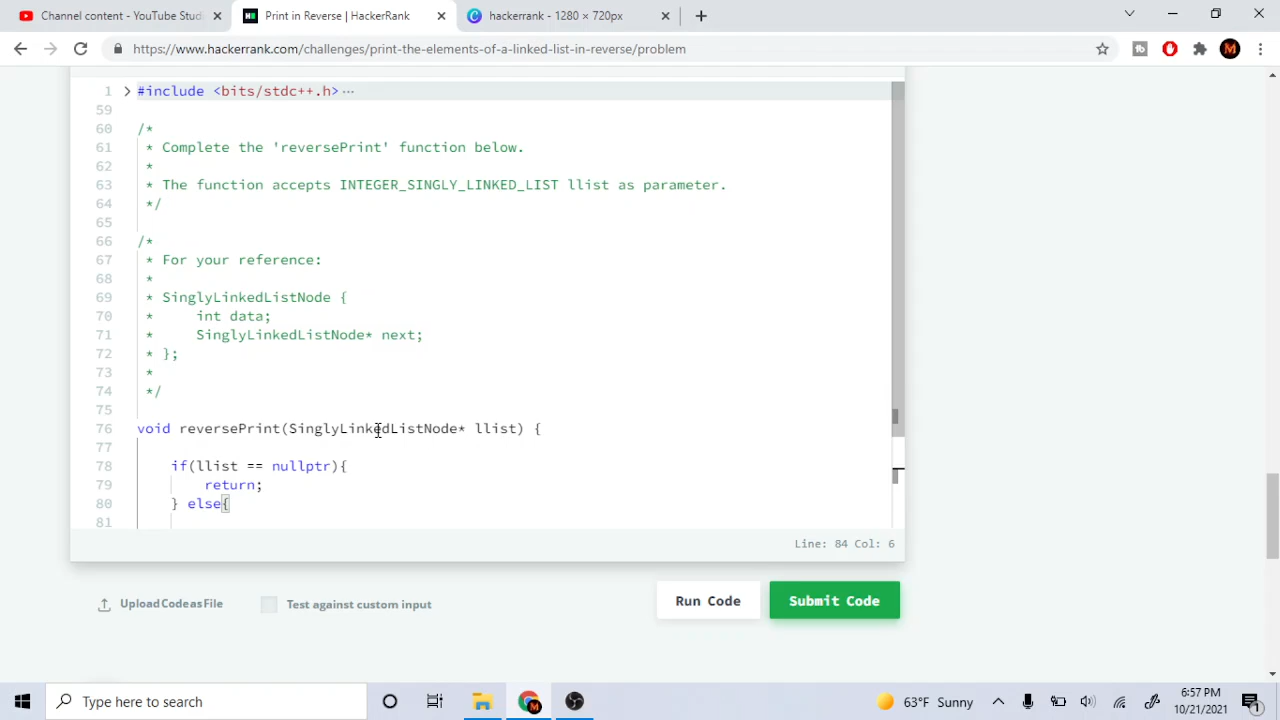 Channel content - YouTube Stud
Print in Reverse | HackerRank
hackerrank - 1280 × 720px
https://www.hackerrank.com/challenges/print-the-elements-of-a-linked-list-in-reverse/problem
1 #include <bits/stdc++.h>···
59
60 /*
61 * Complete the 'reversePrint' function below.
62 *
63 * The function accepts INTEGER_SINGLY_LINKED_LIST llist as parameter.
64 */
65
66 /*
67 * For your reference:
68 *
69 * SinglyLinkedListNode {
70 *     int data;
71 *     SinglyLinkedListNode* next;
72 * };
73 *
74 */
75
76 void reversePrint(SinglyLinkedListNode* llist) {
77
78     if(llist == nullptr){
79         return;
80     } else{
81
Line: 84 Col: 6
Upload Code as File
Test against custom input
Run Code
Submit Code
Type here to search
63°F Sunny
6:57 PM
10/21/2021